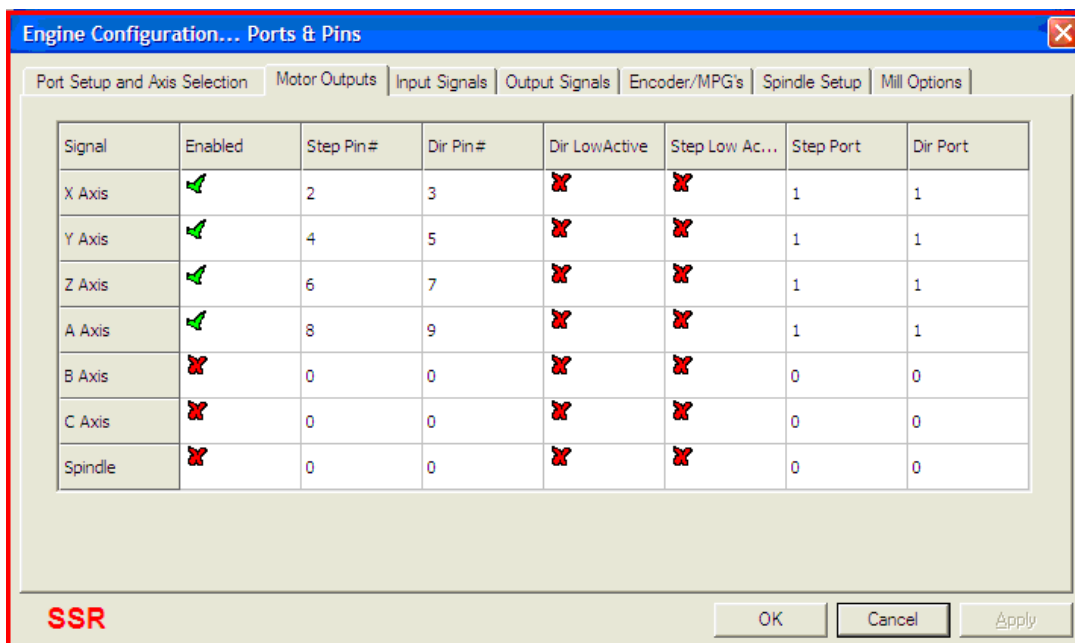 Engine Configuration... Ports & Pins
Port Setup and Axis Selection Motor Outputs Input Signals Output Signals Encoder/MPG's Spindle Setup Mill Options
Signal Enabled Step Pin# Dir Pin# Dir LowActive Step Low Ac... Step Port Dir Port
X Axis 2 3 1 1
Y Axis 4 5 1 1
Z Axis 6 7 1 1
A Axis 8 9 1 1
B Axis 0 0 0 0
C Axis 0 0 0 0
Spindle 0 0 0 0
SSR OK Cancel Apply